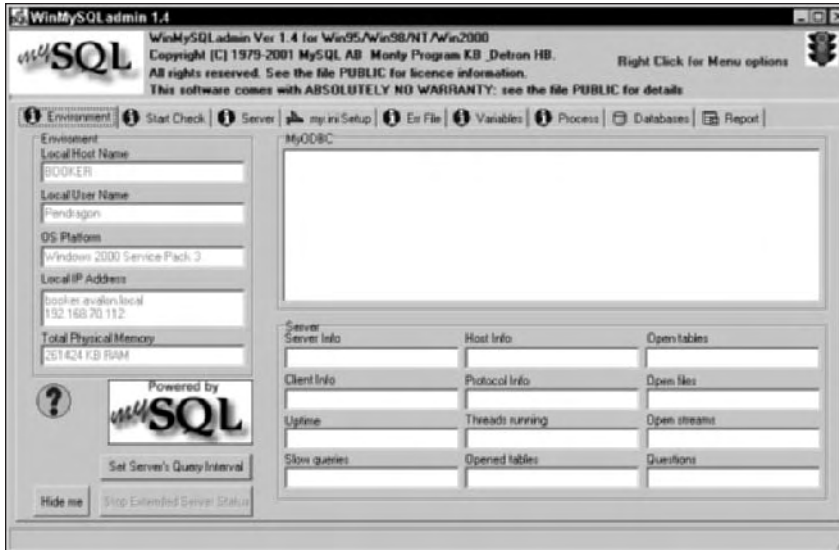 WinMySQLadmin 1.4
mySQL
WinMySQLadmin Ver 1.4 for Win95/Win98/NT/Win2000
Copyright (C) 1979-2001 MySQL AB Monty Program KB _Detron HB.
All rights reserved. See the file PUBLIC for licence information.
This software comes with ABSOLUTELY NO WARRANTY: see the file PUBLIC for details
Right Click for Menu options
Environment Start Check Server my.ini Setup Err File Variables Process Databases Report
Enviroment
Local Host Name
BOOKER
Local User Name
Pendragon
OS Platform
Windows 2000 Service Pack 3
Local IP Address
booker.avalon.local
192.168.70.112
Total Physical Memory
261424 KB RAM
Powered by
mySQL
Set Server's Query Interval
Hide me
Stop Extended Server Status
MyODBC
Server
Server Info
Host Info
Open tables
Client Info
Protocol Info
Open files
Uptime
Threads running
Open streams
Slow queries
Opened tables
Questions